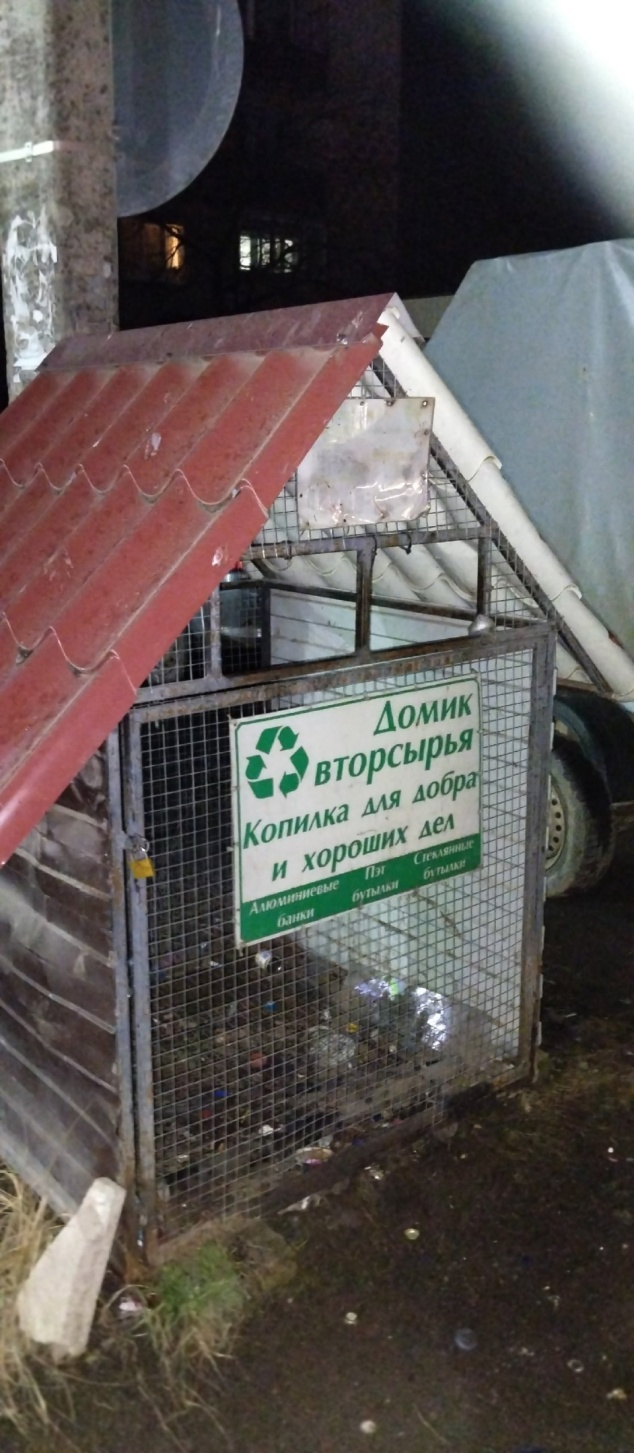 Домик
вторсырья
Копилка для добра
и хороших дел
Алюминиевые банки
Пэт бутылки
Стеклянные бутылки